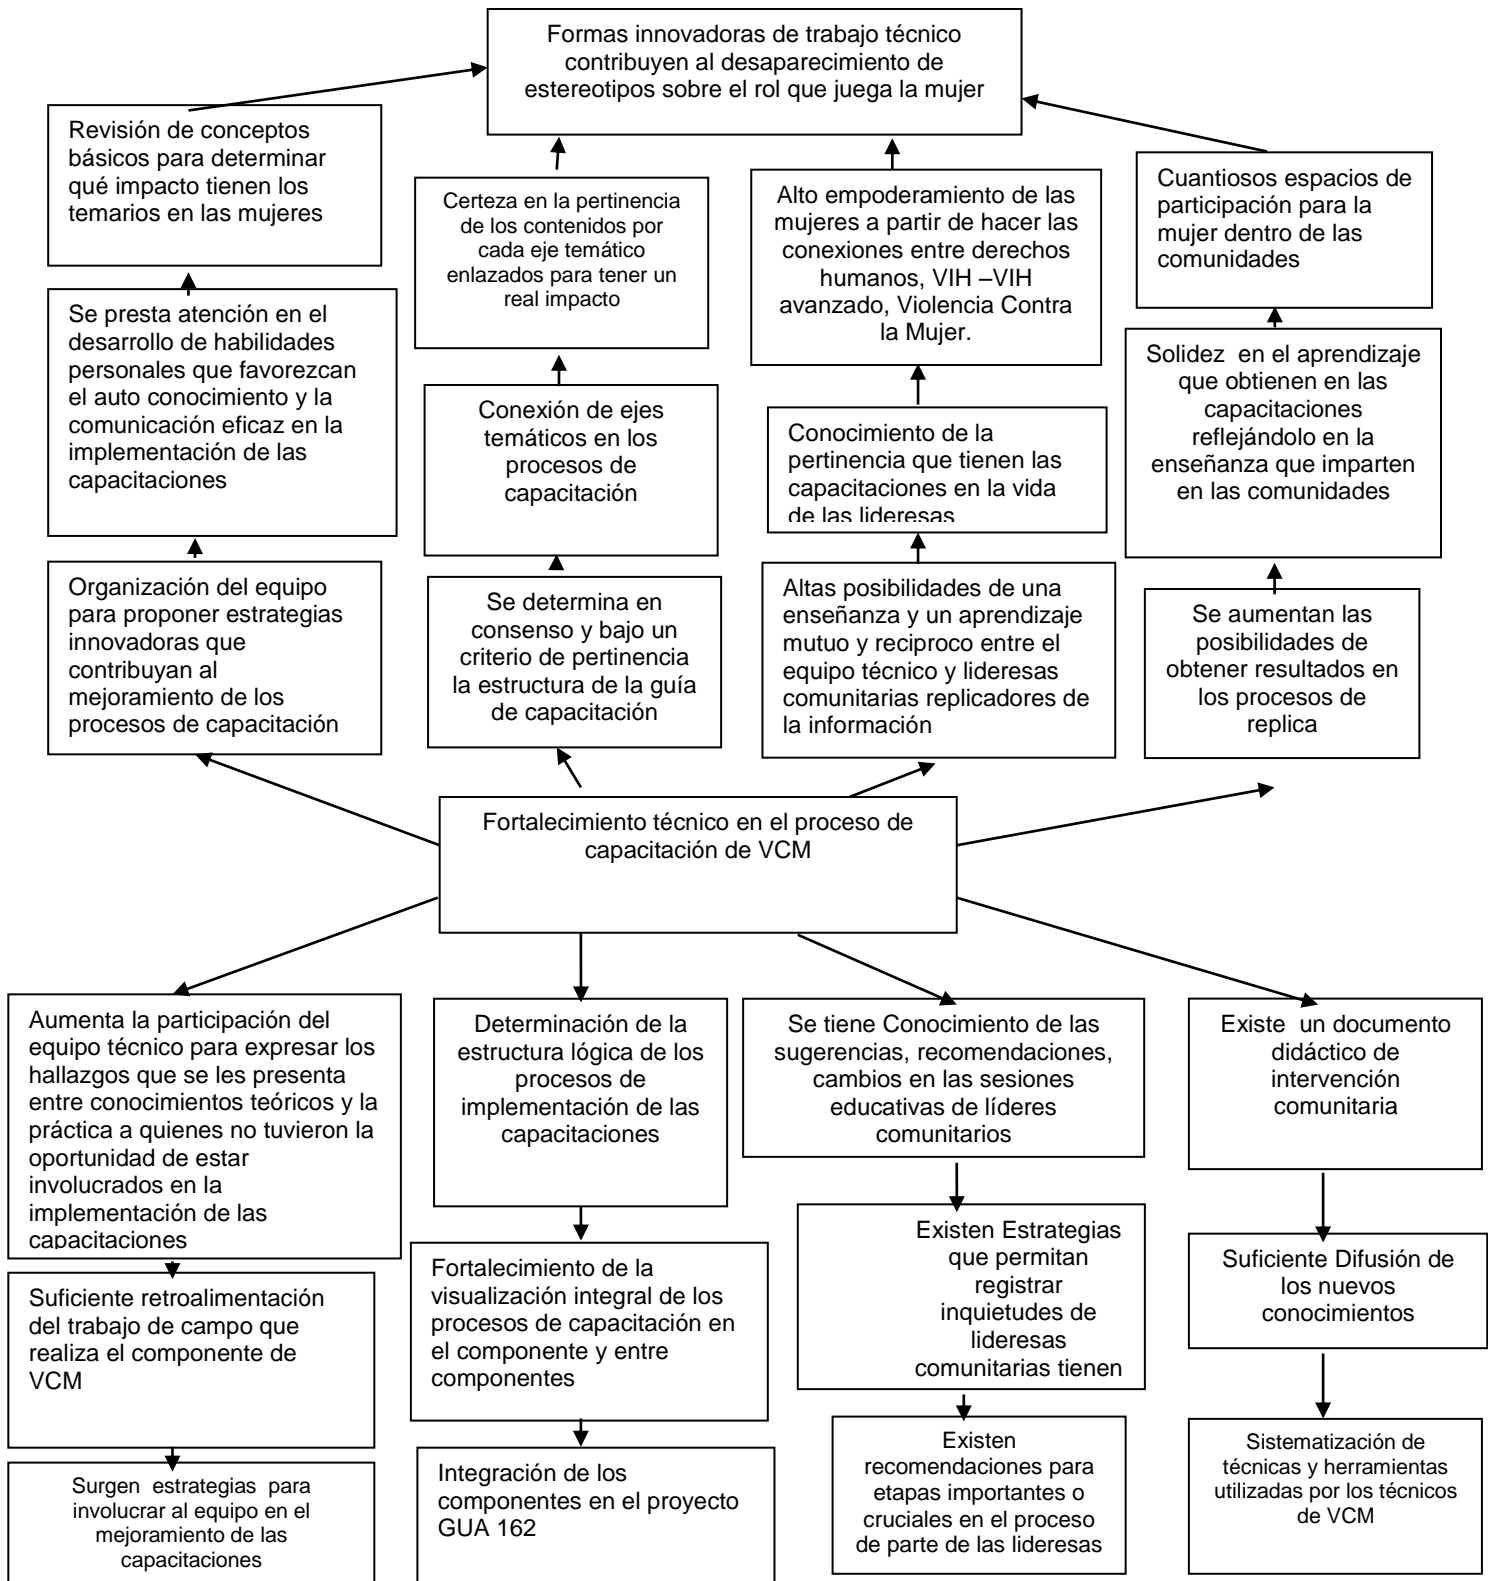 Formas innovadoras de trabajo técnico
contribuyen al desaparecimiento de
estereotipos sobre el rol que juega la mujer
Revisión de conceptos
básicos para determinar
qué impacto tienen los
temarios en las mujeres
Certeza en la pertinencia
de los contenidos por
cada eje temático
enlazados para tener un
real impacto
Alto empoderamiento de las
mujeres a partir de hacer las
conexiones entre derechos
humanos, VIH –VIH
avanzado, Violencia Contra
la Mujer.
Cuantiosos espacios de
participación para la
mujer dentro de las
comunidades
Se presta atención en el
desarrollo de habilidades
personales que favorezcan
el auto conocimiento y la
comunicación eficaz en la
implementación de las
capacitaciones
Conexión de ejes
temáticos en los
procesos de
capacitación
Conocimiento de la
pertinencia que tienen las
capacitaciones en la vida
de las lideresas
Solidez  en el aprendizaje
que obtienen en las
capacitaciones
reflejándolo en la
enseñanza que imparten
en las comunidades
Organización del equipo
para proponer estrategias
innovadoras que
contribuyan al
mejoramiento de los
procesos de capacitación
Se determina en
consenso y bajo un
criterio de pertinencia
la estructura de la guía
de capacitación
Altas posibilidades de una
enseñanza y un aprendizaje
mutuo y reciproco entre el
equipo técnico y lideresas
comunitarias replicadores de
la información
Se aumentan las
posibilidades de
obtener resultados en
los procesos de
replica
Fortalecimiento técnico en el proceso de
capacitación de VCM
Aumenta la participación del
equipo técnico para expresar los
hallazgos que se les presenta
entre conocimientos teóricos y la
práctica a quienes no tuvieron la
oportunidad de estar
involucrados en la
implementación de las
capacitaciones
Determinación de la
estructura lógica de los
procesos de
implementación de las
capacitaciones
Se tiene Conocimiento de las
sugerencias, recomendaciones,
cambios en las sesiones
educativas de líderes
comunitarios
Existe  un documento
didáctico de
intervención
comunitaria
Suficiente retroalimentación
del trabajo de campo que
realiza el componente de
VCM
Fortalecimiento de la
visualización integral de los
procesos de capacitación en
el componente y entre
componentes
Existen Estrategias
que permitan
registrar
inquietudes de
lideresas
comunitarias tienen
Suficiente Difusión de
los nuevos
conocimientos
Surgen  estrategias  para
involucrar al equipo en el
mejoramiento de las
capacitaciones
Integración de los
componentes en el proyecto
GUA 162
Existen
recomendaciones para
etapas importantes o
cruciales en el proceso
de parte de las lideresas
Sistematización de
técnicas y herramientas
utilizadas por los técnicos
de VCM